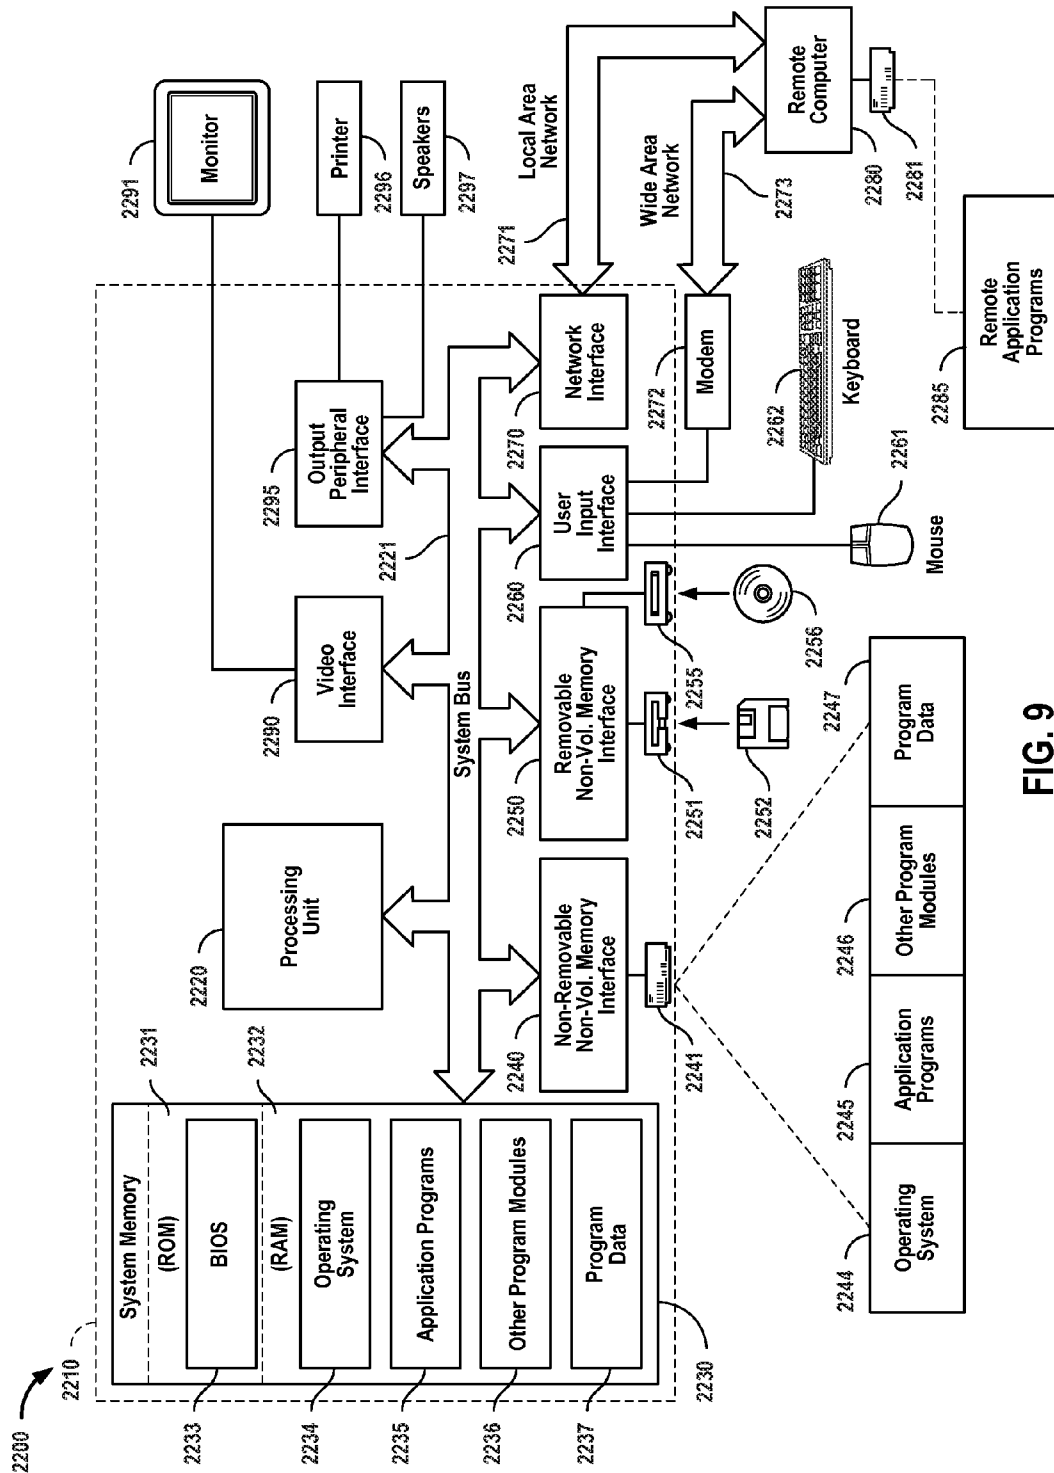 2200
2210
System Memory
(ROM)
2231
BIOS
2233
(RAM)
2232
Operating
System
2234
Application Programs
2235
Other Program Modules
2236
Program
Data
2237
2230
Processing
Unit
2220
Video
Interface
2290
Output
Peripheral
Interface
2295
Monitor
2291
Printer
2296
Speakers
2297
System Bus
2221
Non-Removable
Non-Vol. Memory
Interface
2240
Removable
Non-Vol. Memory
Interface
2250
User
Input
Interface
2260
Network
Interface
2270
Local Area
Network
2271
Wide Area
Network
2273
Modem
2272
Remote
Computer
2280
2281
2241
2251
2255
2252
2256
Mouse
2261
Keyboard
2262
Operating
System
2244
Application
Programs
2245
Other Program
Modules
2246
Program
Data
2247
Remote
Application
Programs
2285
FIG. 9